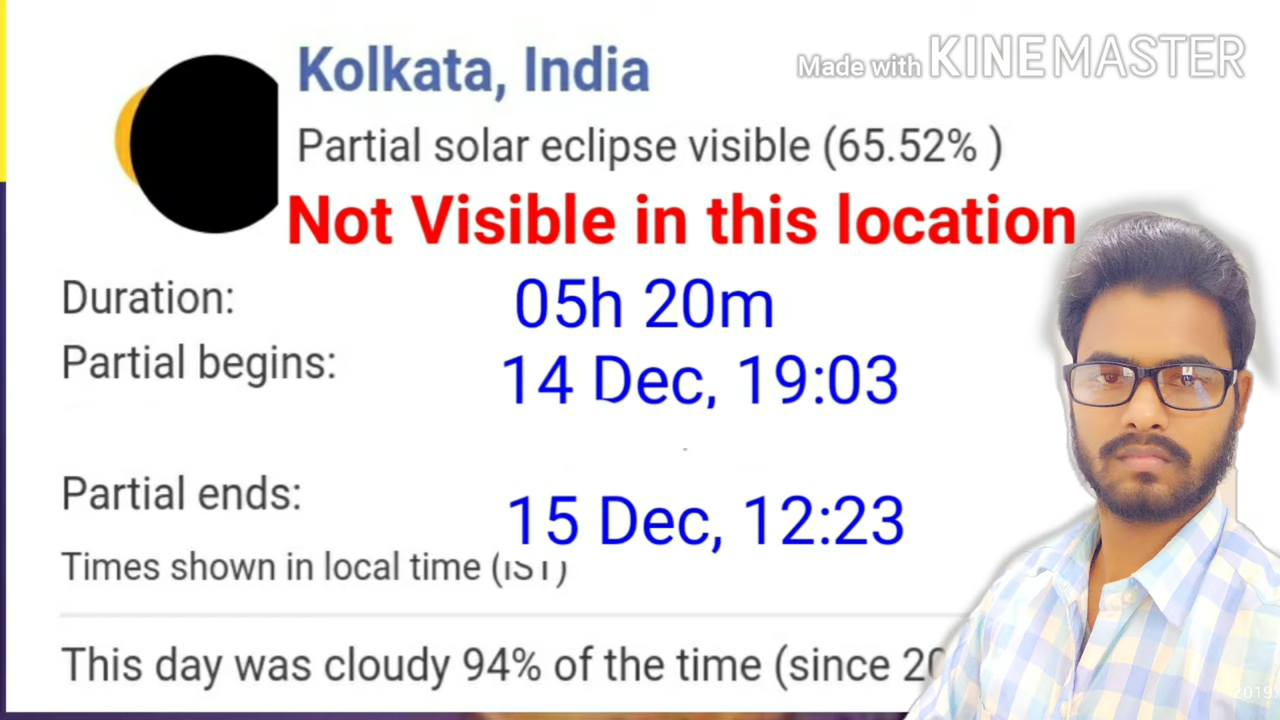 Kolkata, India
Made with KINEMASTER
Partial solar eclipse visible (65.52% )
Not Visible in this location
Duration: 05h 20m
Partial begins: 14 Dec, 19:03
Partial ends: 15 Dec, 12:23
Times shown in local time (IST)
This day was cloudy 94% of the time (since
2019